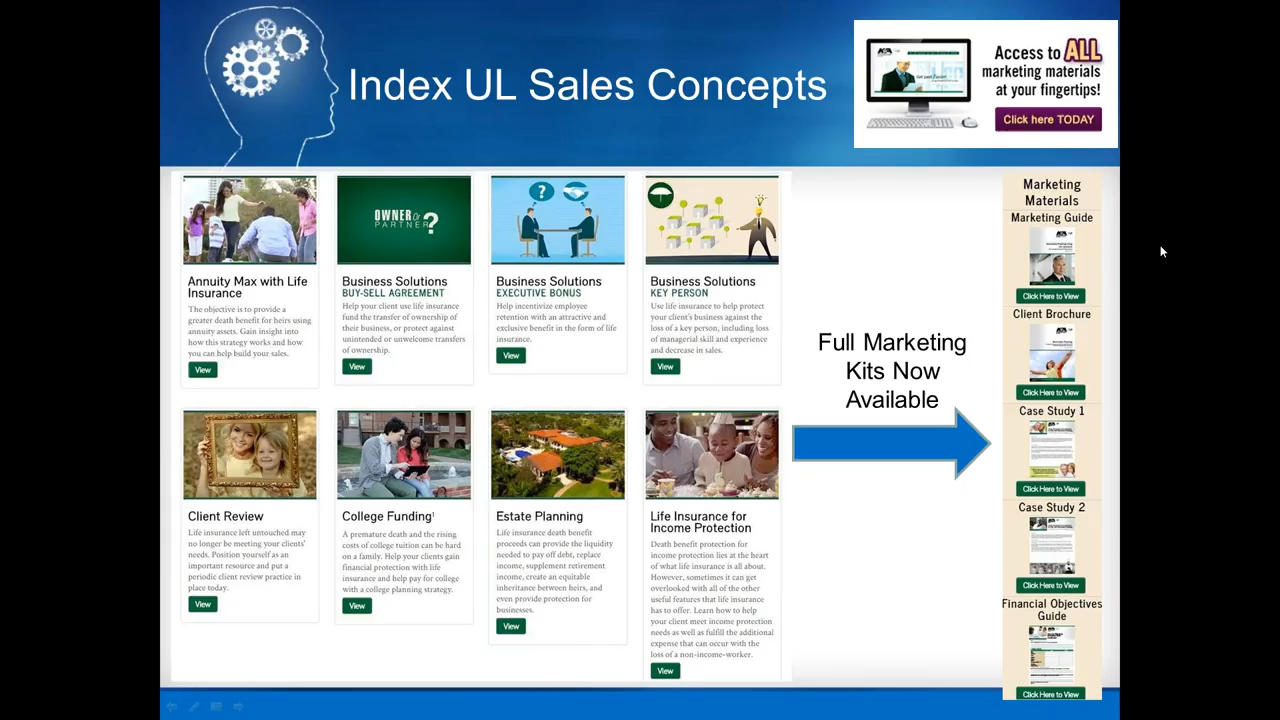 Index UL Sales Concepts
Access to ALL
marketing materials
at your fingertips!
Click here TODAY
OWNER or
PARTNER?
?
Annuity Max with Life
Insurance
The objective is to provide a
greater death benefit for heirs using
annuity assets. Gain insight into
how this strategy works and how
you can help build your sales.
View
Business Solutions
BUY-SELL AGREEMENT
Help your client use life insurance
fund the transfer of ownership of
their business, or protect against
unintended or unwelcome transfers
of ownership.
View
Business Solutions
EXECUTIVE BONUS
Help incentivize employee
retention with an attractive and
exclusive benefit in the form of life
insurance.
View
Business Solutions
KEY PERSON
Use life insurance to help protect
your client's business against the
loss of a key person, including loss
of managerial skill and experience
and decrease in sales.
View
Client Review
Life insurance left untouched may
no longer be meeting your clients'
needs. Position yourself as an
important resource and put a
periodic client review practice in
place today.
View
College Funding¹
A premature death and the rising
costs of college tuition can be hard
on a family. Help your clients gain
financial protection with life
insurance and help pay for college
with a college planning strategy.
View
Estate Planning
Life insurance death benefit
proceeds can provide the liquidity
needed to pay off debt, replace
income, supplement retirement
income, create an equitable
inheritance between heirs, and
even provide protection for
businesses.
View
Life Insurance for
Income Protection
Death benefit protection for
income protection lies at the heart
of what life insurance is all about.
However, sometimes it can get
overlooked with all of the other
useful features that life insurance
has to offer. Learn how to help
your client meet income protection
needs as well as fulfill the additional
expense that can occur with the
loss of a non-income-worker.
View
Full Marketing
Kits Now
Available
Marketing
Materials
Marketing Guide
Click Here to View
Client Brochure
Click Here to View
Case Study 1
Click Here to View
Case Study 2
Click Here to View
Financial Objectives
Guide
Click Here to View